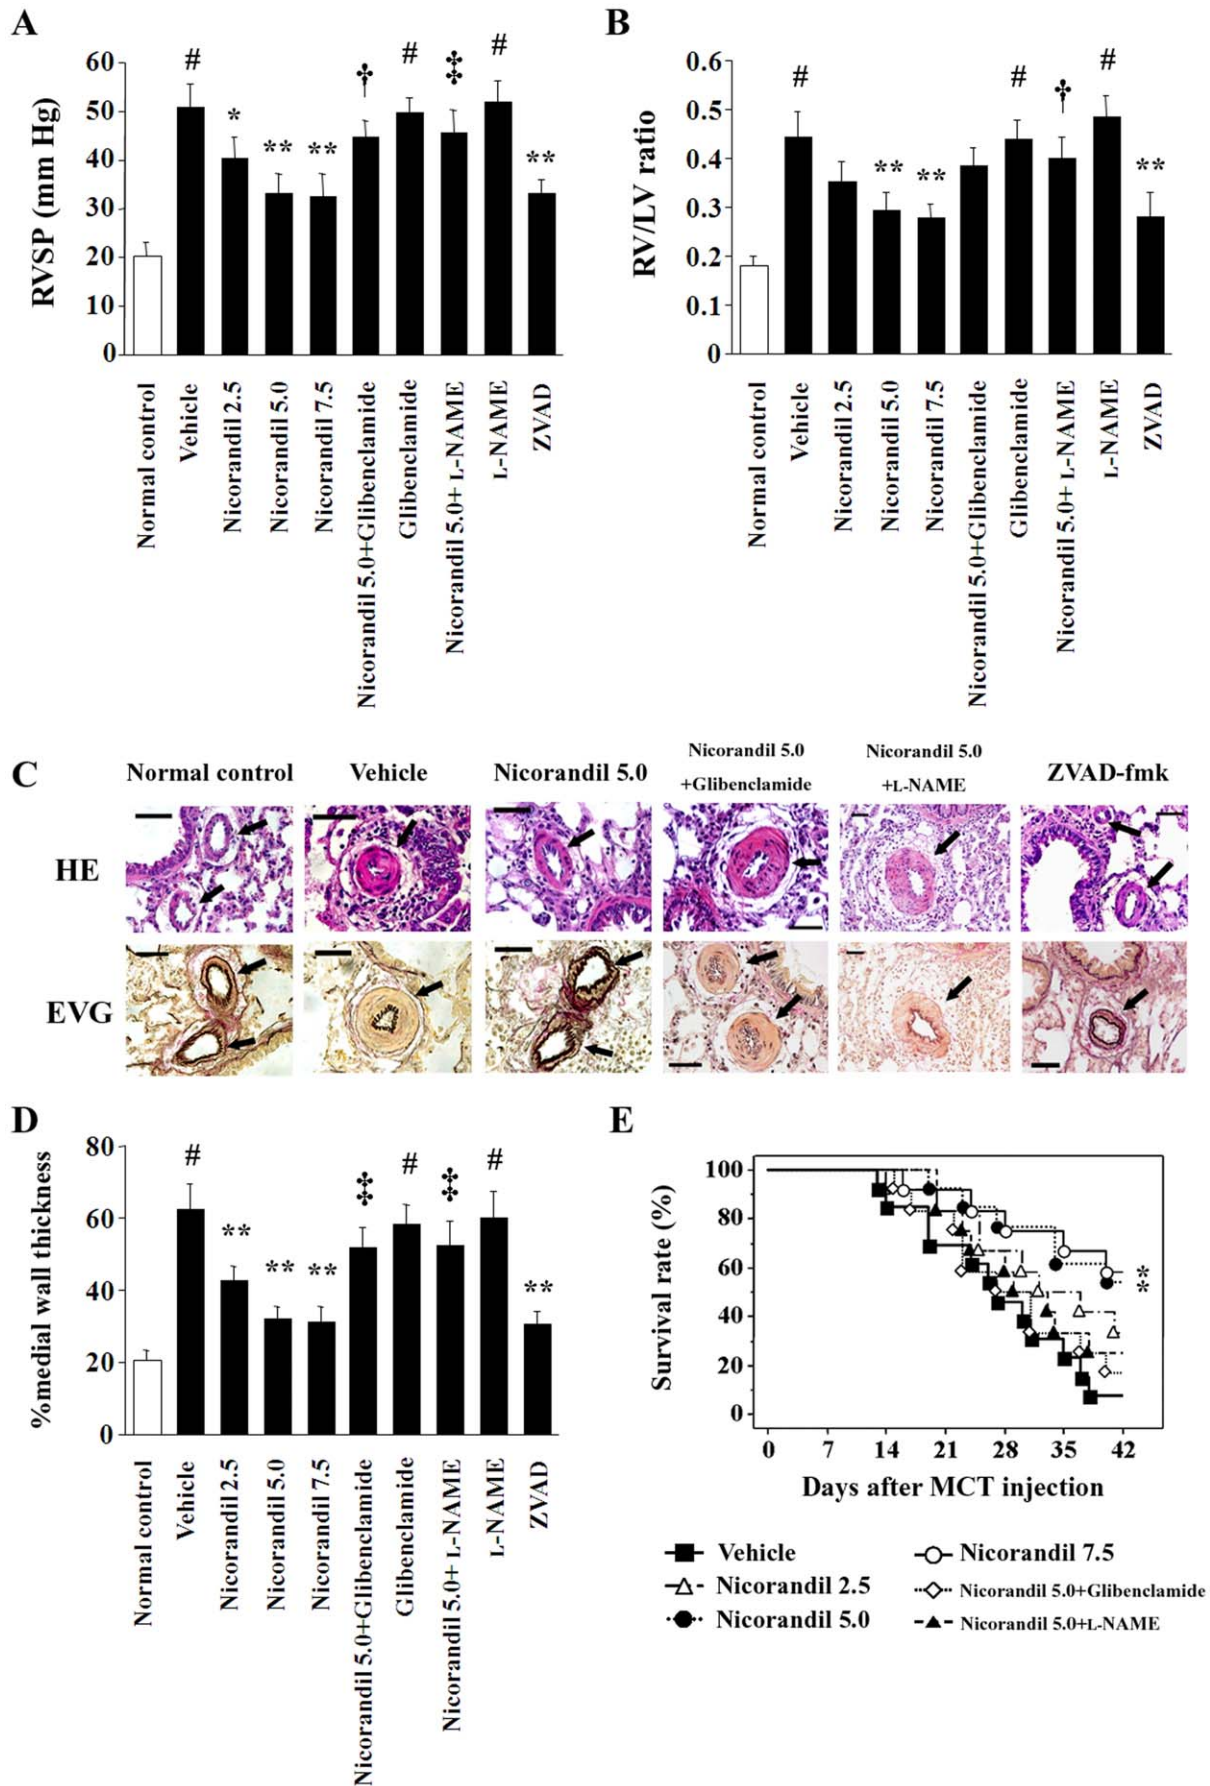 A
RVSP (mm Hg)
60
50
40
30
20
10
0
#
*
**
**
†
#
‡
#
**
Normal control
Vehicle
Nicorandil 2.5
Nicorandil 5.0
Nicorandil 7.5
Nicorandil 5.0+Glibenclamide
Glibenclamide
Nicorandil 5.0+ L-NAME
L-NAME
ZVAD
B
RV/LV ratio
0.6
0.5
0.4
0.3
0.2
0.1
0
#
**
**
#
†
#
**
Normal control
Vehicle
Nicorandil 2.5
Nicorandil 5.0
Nicorandil 7.5
Nicorandil 5.0+Glibenclamide
Glibenclamide
Nicorandil 5.0+ L-NAME
L-NAME
ZVAD
C
Normal control
Vehicle
Nicorandil 5.0
Nicorandil 5.0
+Glibenclamide
Nicorandil 5.0
+L-NAME
ZVAD-fmk
HE
EVG
D
%medial wall thickness
80
60
40
20
0
#
**
**
**
‡
#
‡
#
**
Normal control
Vehicle
Nicorandil 2.5
Nicorandil 5.0
Nicorandil 7.5
Nicorandil 5.0+Glibenclamide
Glibenclamide
Nicorandil 5.0+ L-NAME
L-NAME
ZVAD
E
Survival rate (%)
100
80
60
40
20
0
*
*
0 7 14 21 28 35 42
Days after MCT injection
Vehicle
Nicorandil 2.5
Nicorandil 5.0
Nicorandil 7.5
Nicorandil 5.0+Glibenclamide
Nicorandil 5.0+L-NAME